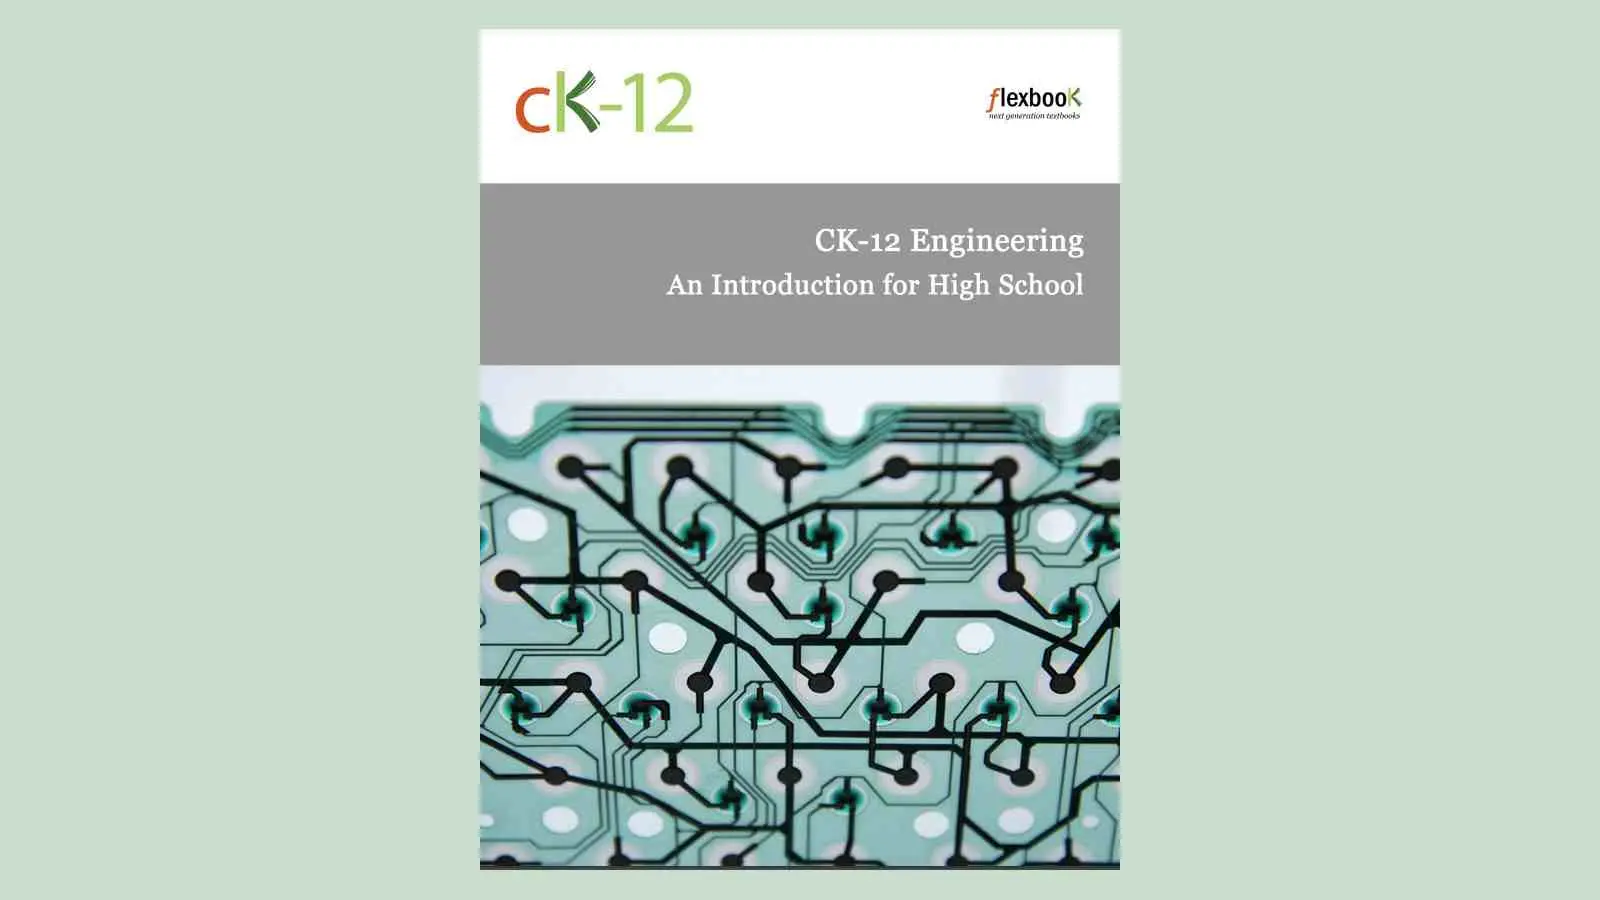 cK-12
flexbooK
next generation textbooks
CK-12 Engineering
An Introduction for High School